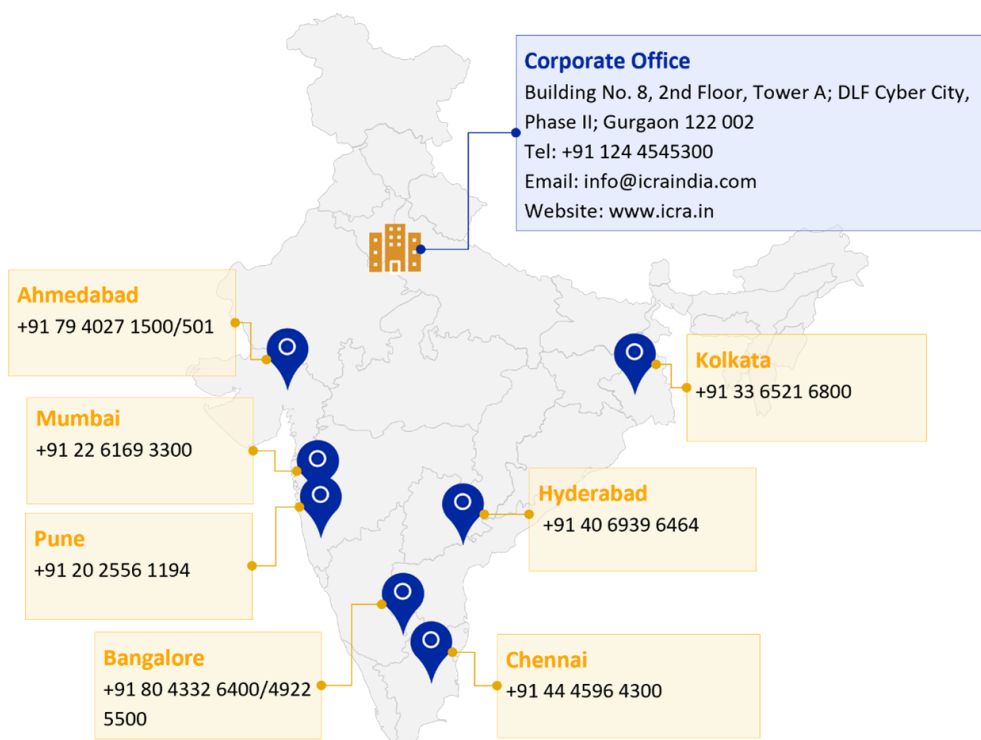 Corporate Office
Building No. 8, 2nd Floor, Tower A; DLF Cyber City,
Phase II; Gurgaon 122 002
Tel: +91 124 4545300
Email: info@icraindia.com
Website: www.icra.in
Ahmedabad
+91 79 4027 1500/501
Kolkata
+91 33 6521 6800
Mumbai
+91 22 6169 3300
Hyderabad
+91 40 6939 6464
Pune
+91 20 2556 1194
Bangalore
+91 80 4332 6400/4922
5500
Chennai
+91 44 4596 4300